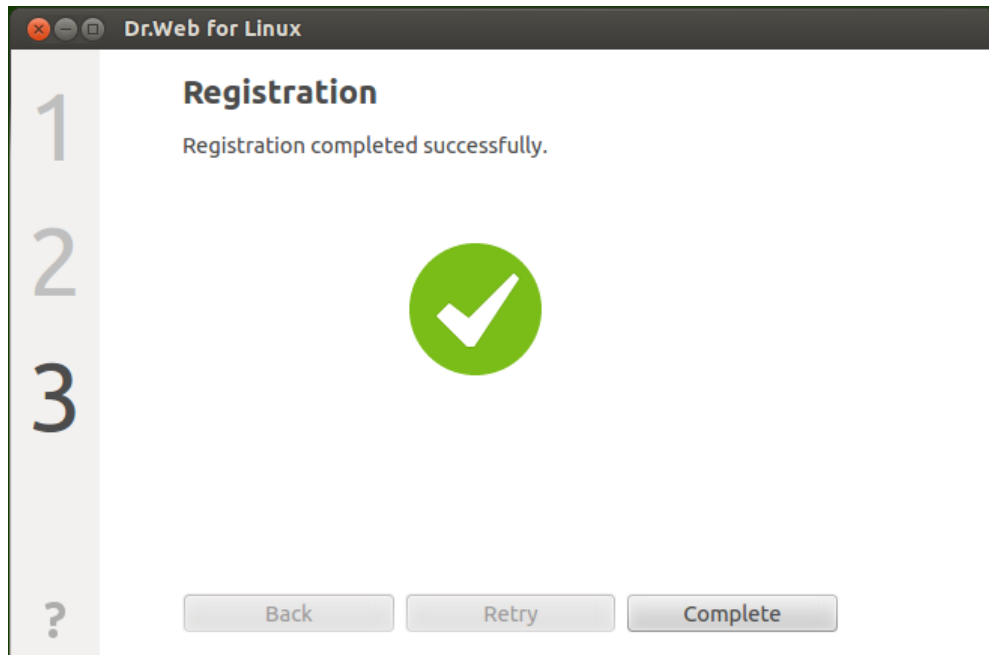 Dr.Web for Linux
1
Registration
Registration completed successfully.
2
3
?
Back Retry Complete